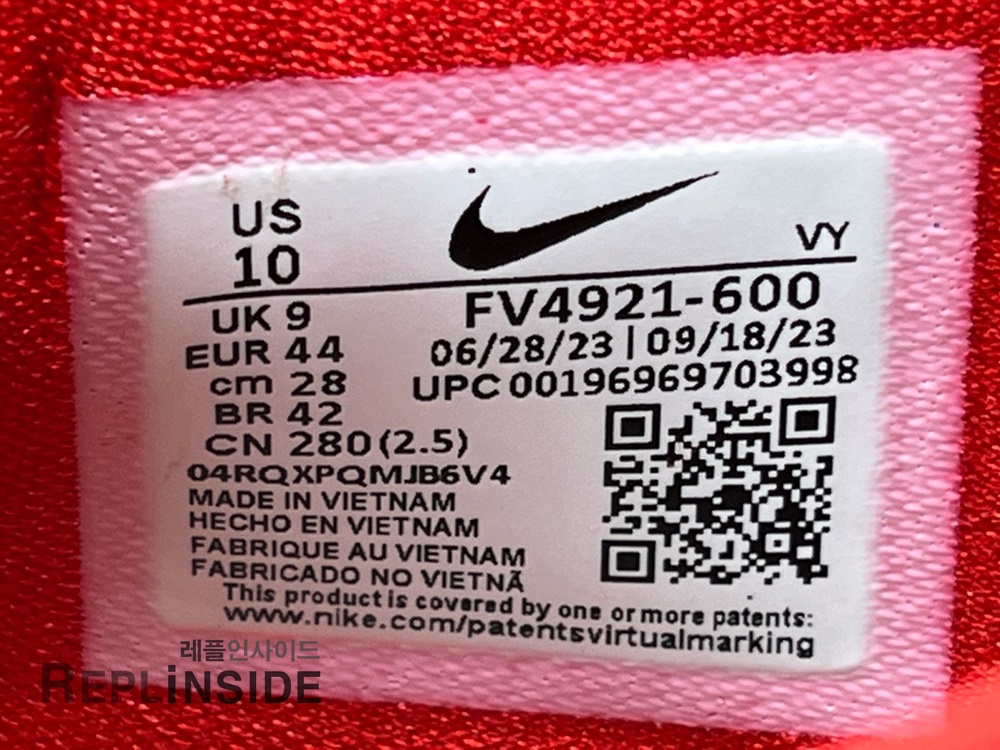 US
10
VY
UK 9
EUR 44
cm 28
BR 42
CN 280(2.5)
FV4921-600
06/28/23 | 09/18/23
UPC 00196969703998
04RQXPQMJB6V4
MADE IN VIETNAM
HECHO EN VIETNAM
FABRIQUE AU VIETNAM
FABRICADO NO VIETNÃ
This product is covered by one or more patents:
www.nike.com/patentsvirtualmarking
레플인사이드
REPLINSIDE